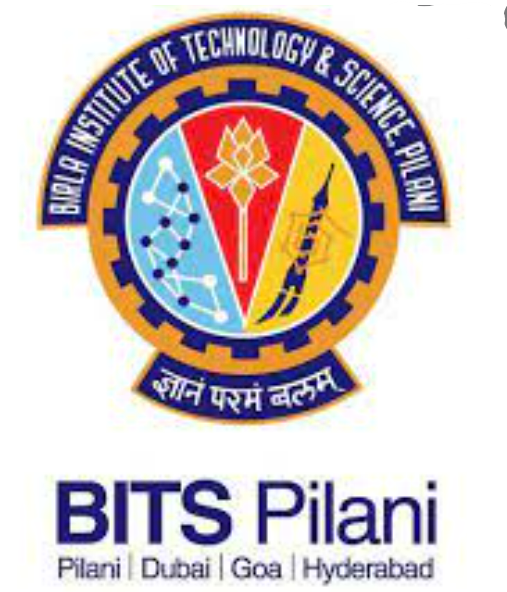 BIRLA INSTITUTE OF TECHNOLOGY & SCIENCE, PILANI
ज्ञानं परमं बलम्
BITS Pilani
Pilani | Dubai | Goa | Hyderabad